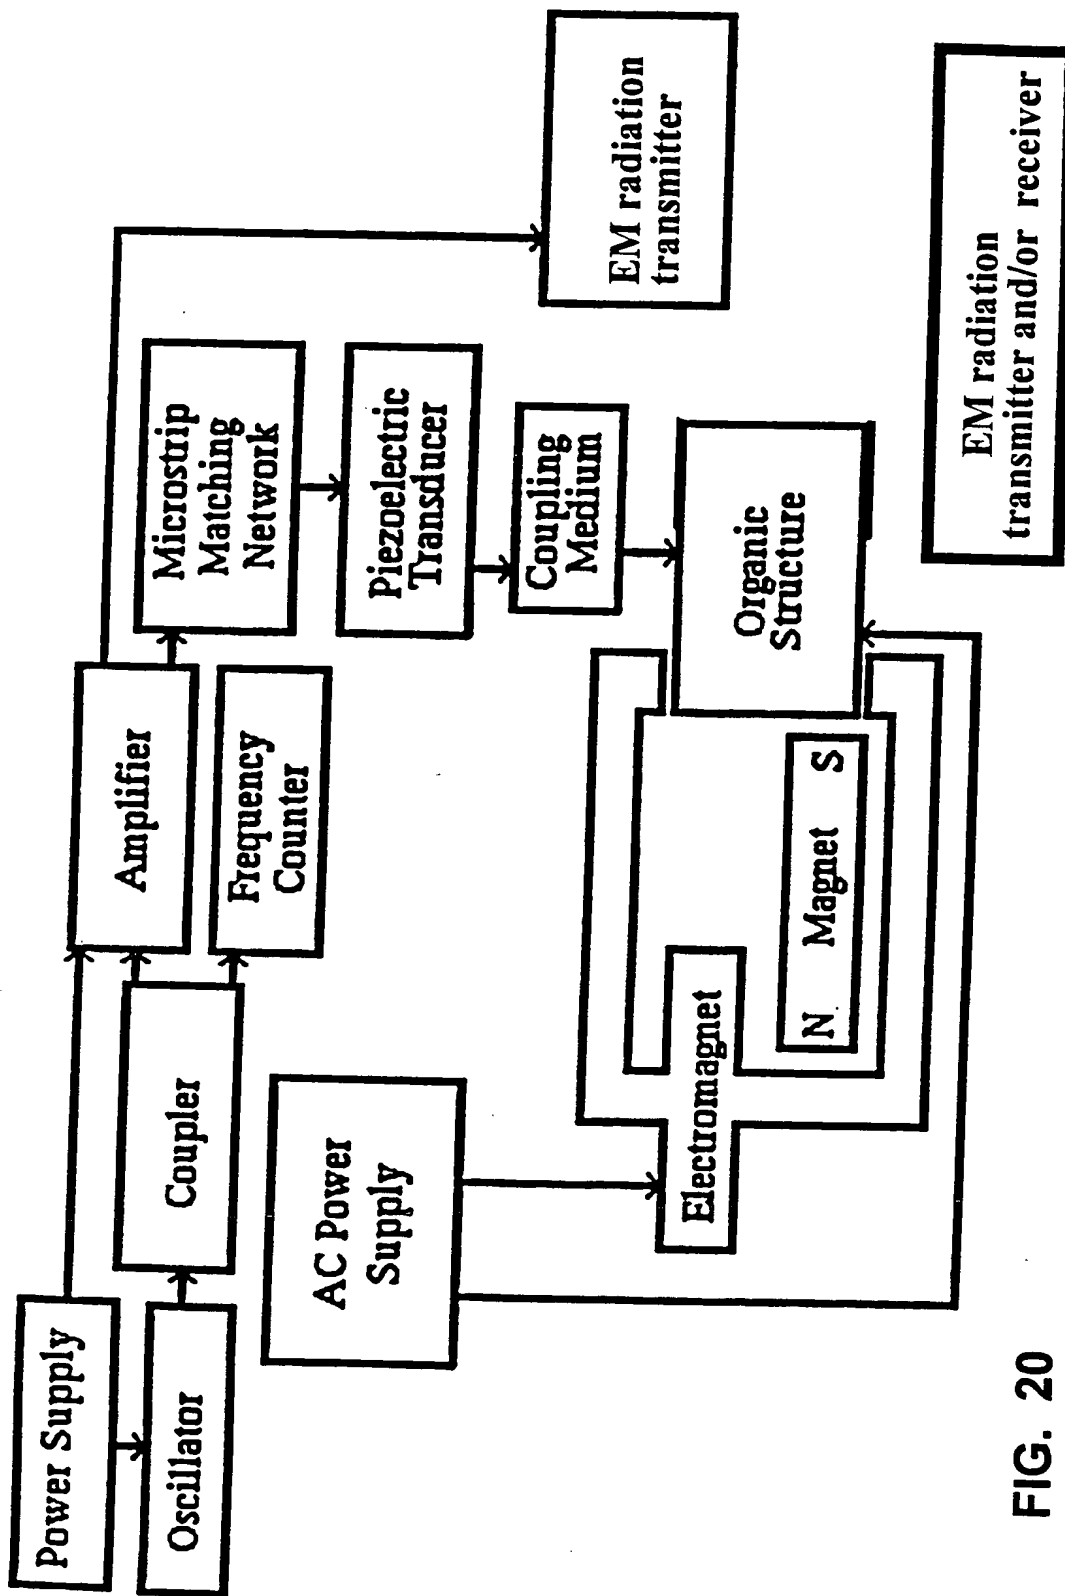 Power Supply
Oscillator
Coupler
Amplifier
Frequency
Counter
Microstrip
Matching
Network
Piezoelectric
Transducer
Coupling
Medium
EM radiation
transmitter
AC Power
Supply
Electromagnet
N Magnet S
Organic
Structure
EM radiation
transmitter and/or receiver
FIG. 20